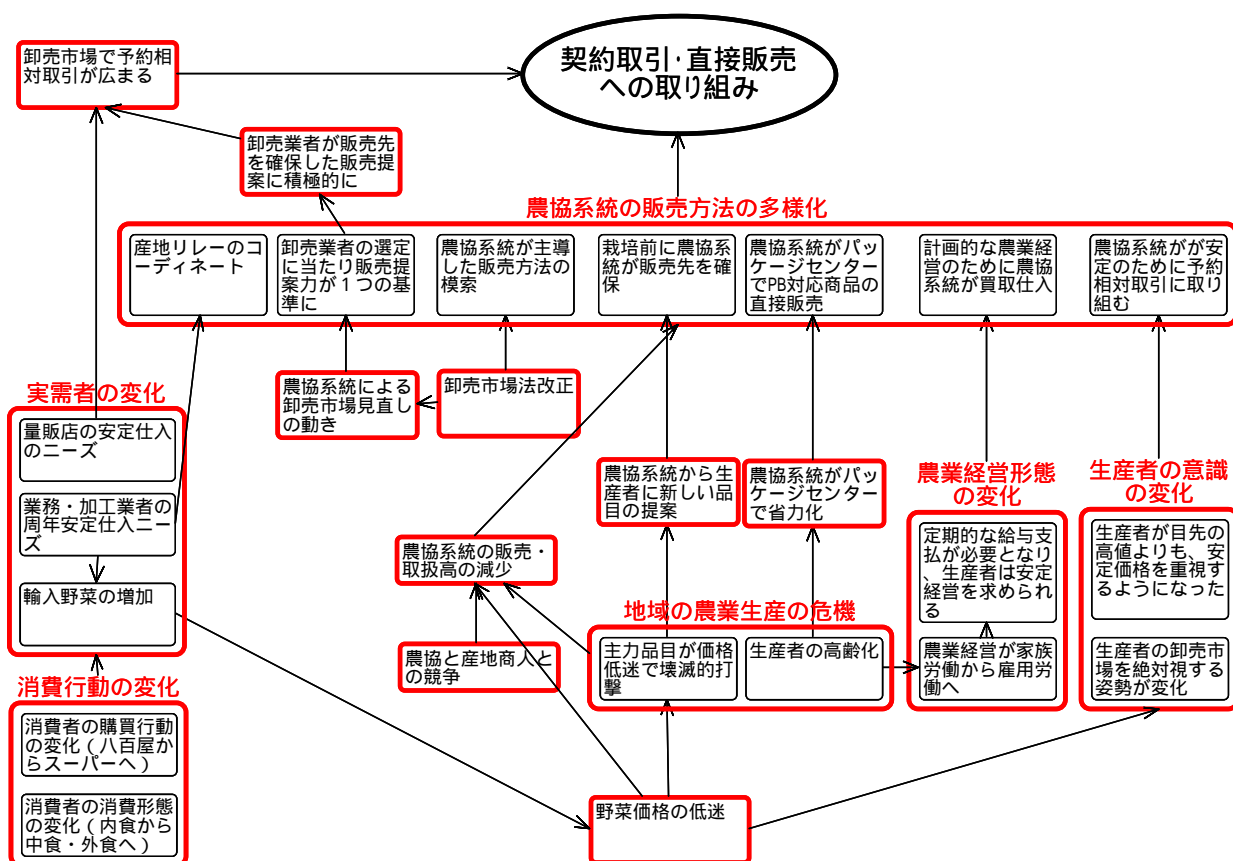 卸売市場で予約相
対取引が広まる
契約取引・直接販売
への取り組み
卸売業者が販売先
を確保した販売提
案に積極的に
農協系統の販売方法の多様化
産地リレーのコ
ーディネート
卸売業者の選定
に当たり販売提
案力が１つの基
準に
農協系統が主導
した販売方法の
模索
栽培前に農協系
統が販売先を確
保
農協系統がパッ
ケージセンター
でPB対応商品の
直接販売
計画的な農業経
営のために農協
系統が買取仕入
農協系統がが安
定のために予約
相対取引に取り
組む
農協系統による
卸売市場見直し
の動き
卸売市場法改正
実需者の変化
量販店の安定仕入
のニーズ
業務・加工業者の
周年安定仕入ニー
ズ
輸入野菜の増加
農協系統から生
産者に新しい品
目の提案
農協系統がパッ
ケージセンター
で省力化
農業経営形態
の変化
定期的な給与支
払が必要となり
、生産者は安定
経営を求められ
る
農業経営が家族
労働から雇用労
働へ
生産者の意識
の変化
生産者が目先の
高値よりも、安
定価格を重視す
るようになった
生産者の卸売市
場を絶対視する
姿勢が変化
農協系統の販売・
取扱高の減少
農協と産地商人と
の競争
地域の農業生産の危機
主力品目が価格
低迷で壊滅的打
撃
生産者の高齢化
消費行動の変化
消費者の購買行動
の変化（八百屋か
らスーパーへ）
消費者の消費形態
の変化（内食から
中食・外食へ）
野菜価格の低迷